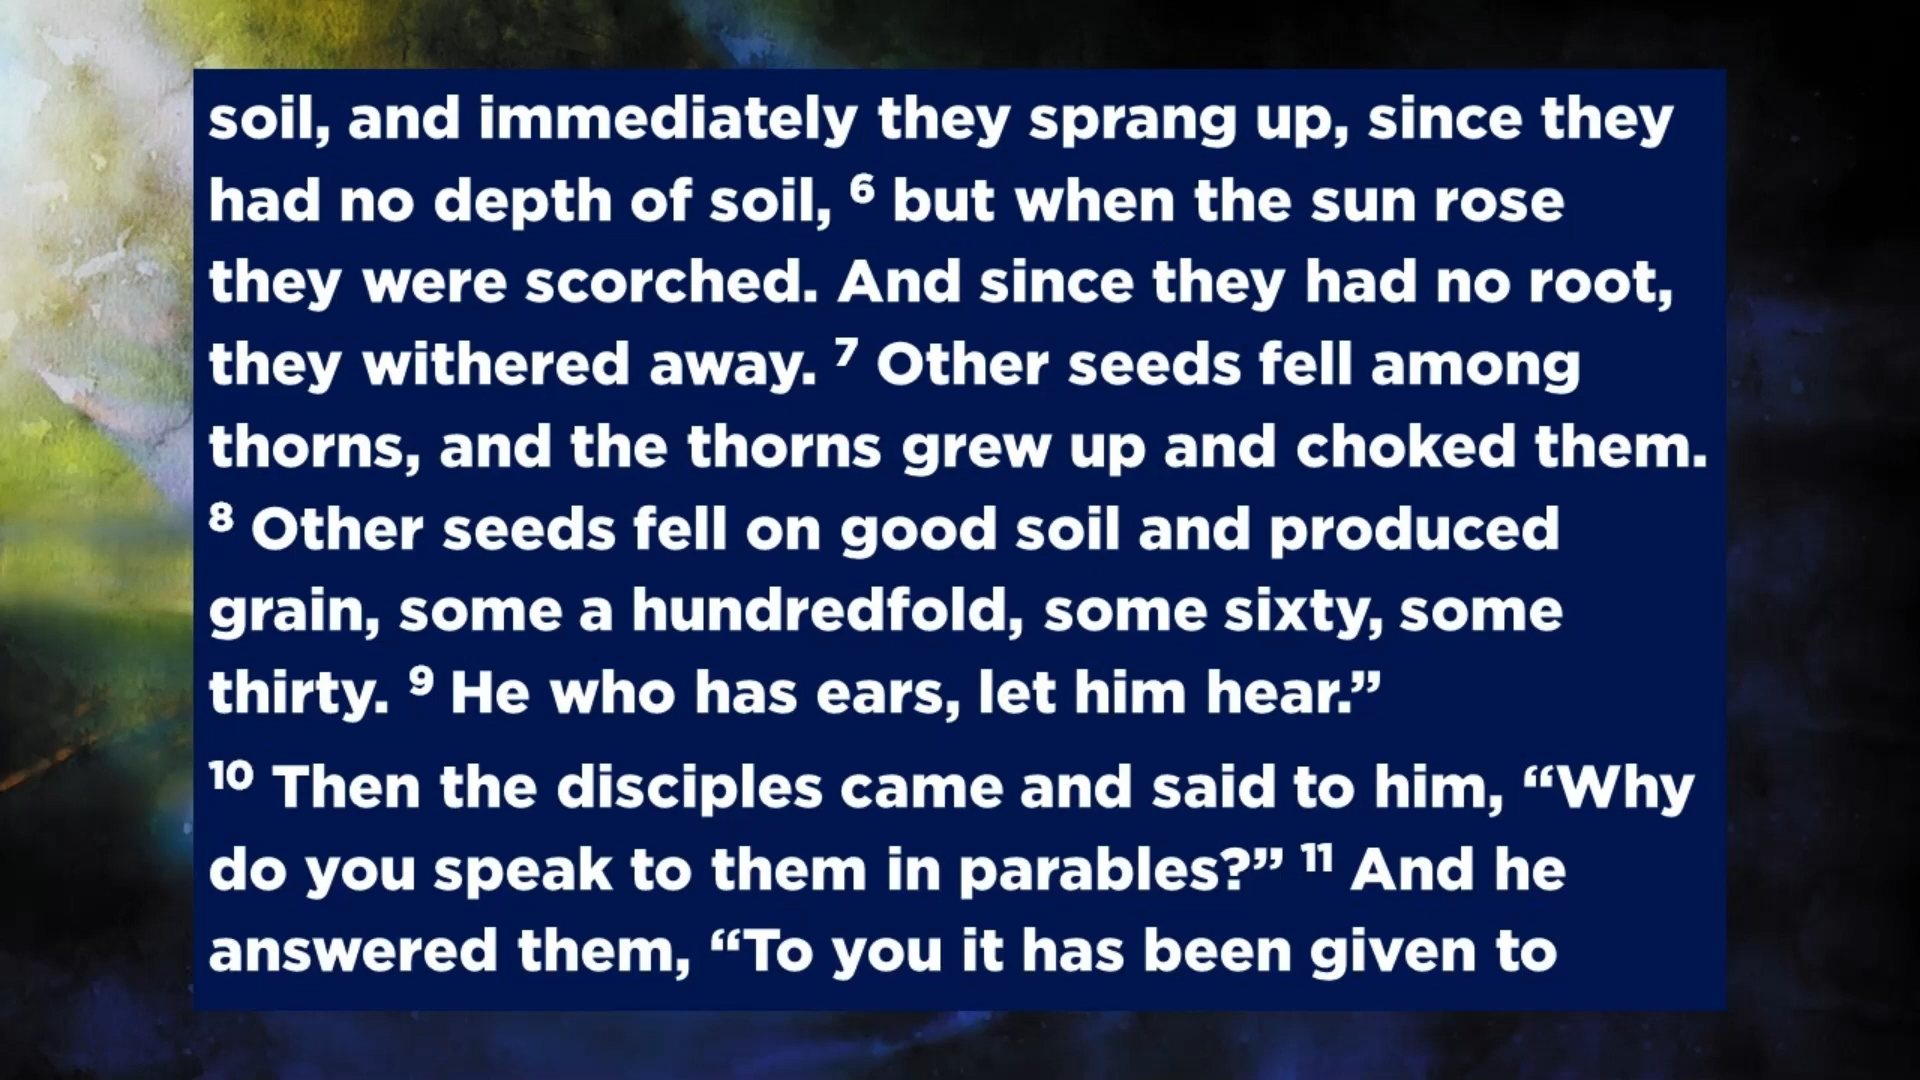 soil, and immediately they sprang up, since they
had no depth of soil, ⁶ but when the sun rose
they were scorched. And since they had no root,
they withered away. ⁷ Other seeds fell among
thorns, and the thorns grew up and choked them.
⁸ Other seeds fell on good soil and produced
grain, some a hundredfold, some sixty, some
thirty. ⁹ He who has ears, let him hear.”
¹⁰ Then the disciples came and said to him, “Why
do you speak to them in parables?” ¹¹ And he
answered them, “To you it has been given to